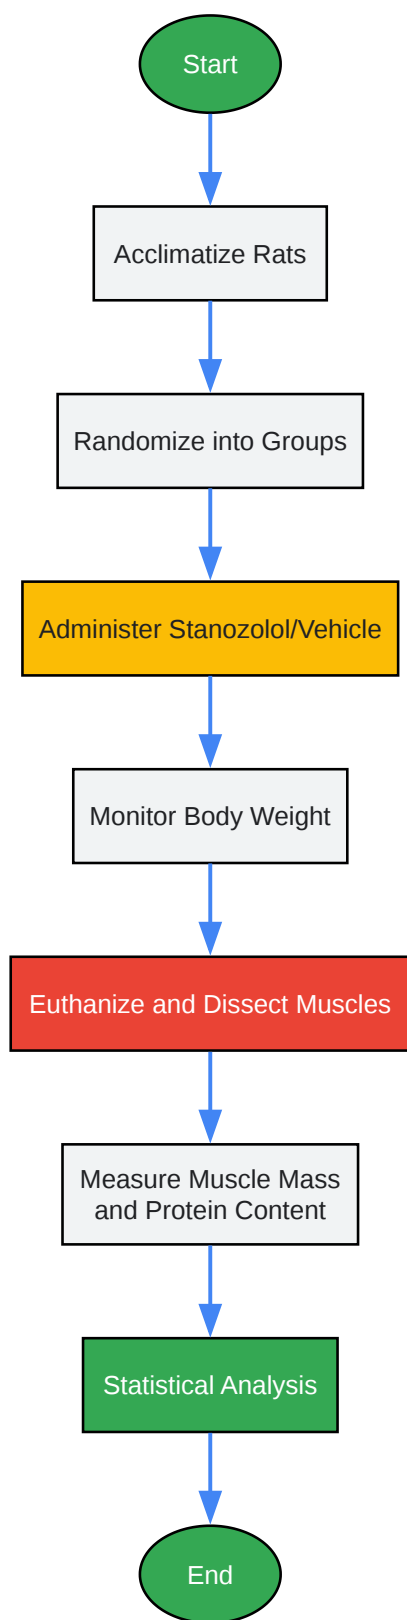 Start
Acclimatize Rats
Randomize into Groups
Administer Stanozolol/Vehicle
Monitor Body Weight
Euthanize and Dissect Muscles
Measure Muscle Mass
and Protein Content
Statistical Analysis
End